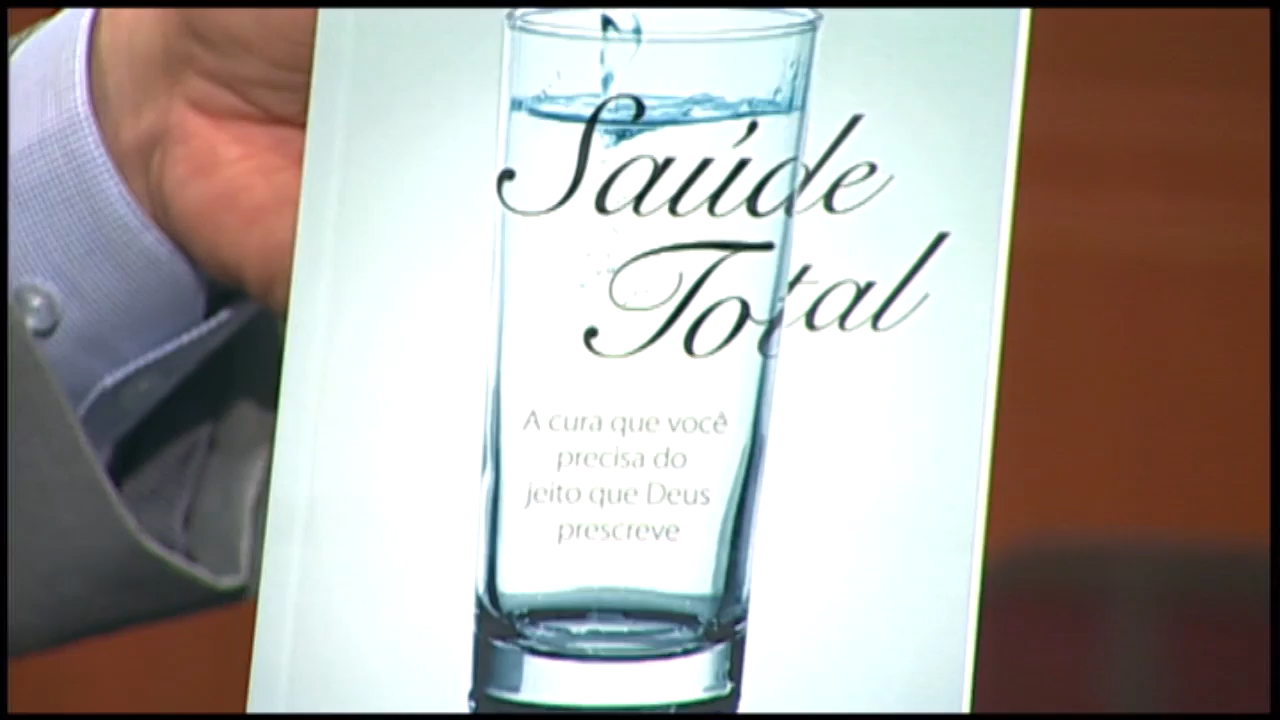 Saúde
Total
A cura que você
precisa do
jeito que Deus
prescreve